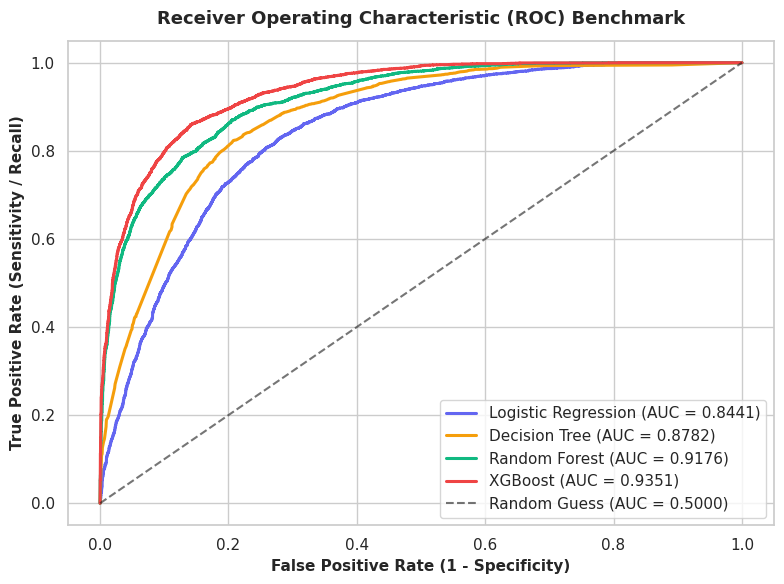 Receiver Operating Characteristic (ROC) Benchmark
True Positive Rate (Sensitivity / Recall)
1.0
0.8
0.6
0.4
0.2
0.0
Logistic Regression (AUC = 0.8441)
Decision Tree (AUC = 0.8782)
Random Forest (AUC = 0.9176)
XGBoost (AUC = 0.9351)
Random Guess (AUC = 0.5000)
0.0 0.2 0.4 0.6 0.8 1.0
False Positive Rate (1 - Specificity)